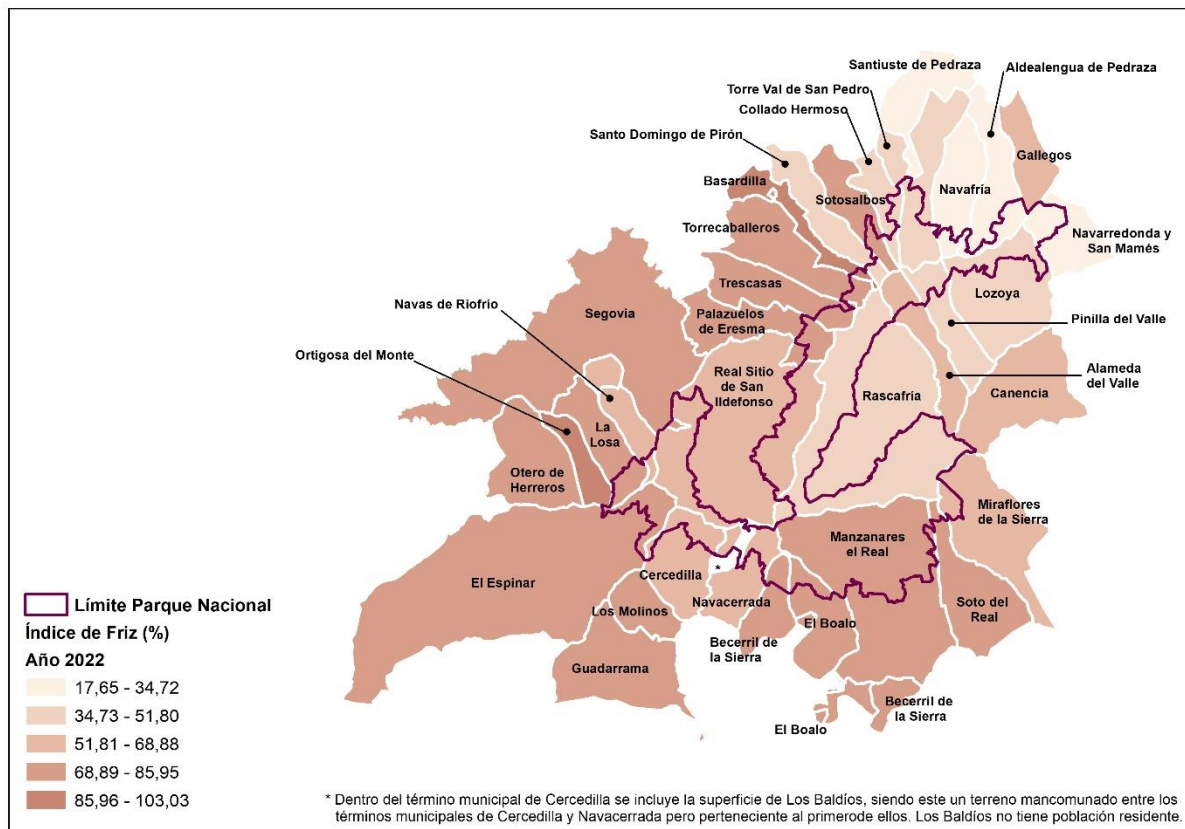 Santiuste de Pedraza
Aldealengua de Pedraza
Torre Val de San Pedro
Collado Hermoso
Santo Domingo de Pirón
Gallegos
Basardilla
Navafría
Sotosalbos
Torrecaballeros
Navarredonda y
San Mamés
Trescasas
Lozoya
Navas de Riofrio
Segovia
Palazuelos
de Eresma
Pinilla del Valle
Ortigosa del Monte
Real Sitio
de San
Ildefonso
Alameda
del Valle
Rascafría
Canencia
La
Losa
Otero de
Herreros
Miraflores
de la Sierra
Manzanares
el Real
El Espinar
Cercedilla
*
Navacerrada
Los Molinos
Soto del
Real
El Boalo
Becerril de
la Sierra
Guadarrama
Becerril de
la Sierra
El Boalo
Límite Parque Nacional
Índice de Friz (%)
Año 2022
17,65 - 34,72
34,73 - 51,80
51,81 - 68,88
68,89 - 85,95
85,96 - 103,03
* Dentro del término municipal de Cercedilla se incluye la superficie de Los Baldíos, siendo este un terreno mancomunado entre los
términos municipales de Cercedilla y Navacerrada pero perteneciente al primerode ellos. Los Baldíos no tiene población residente.